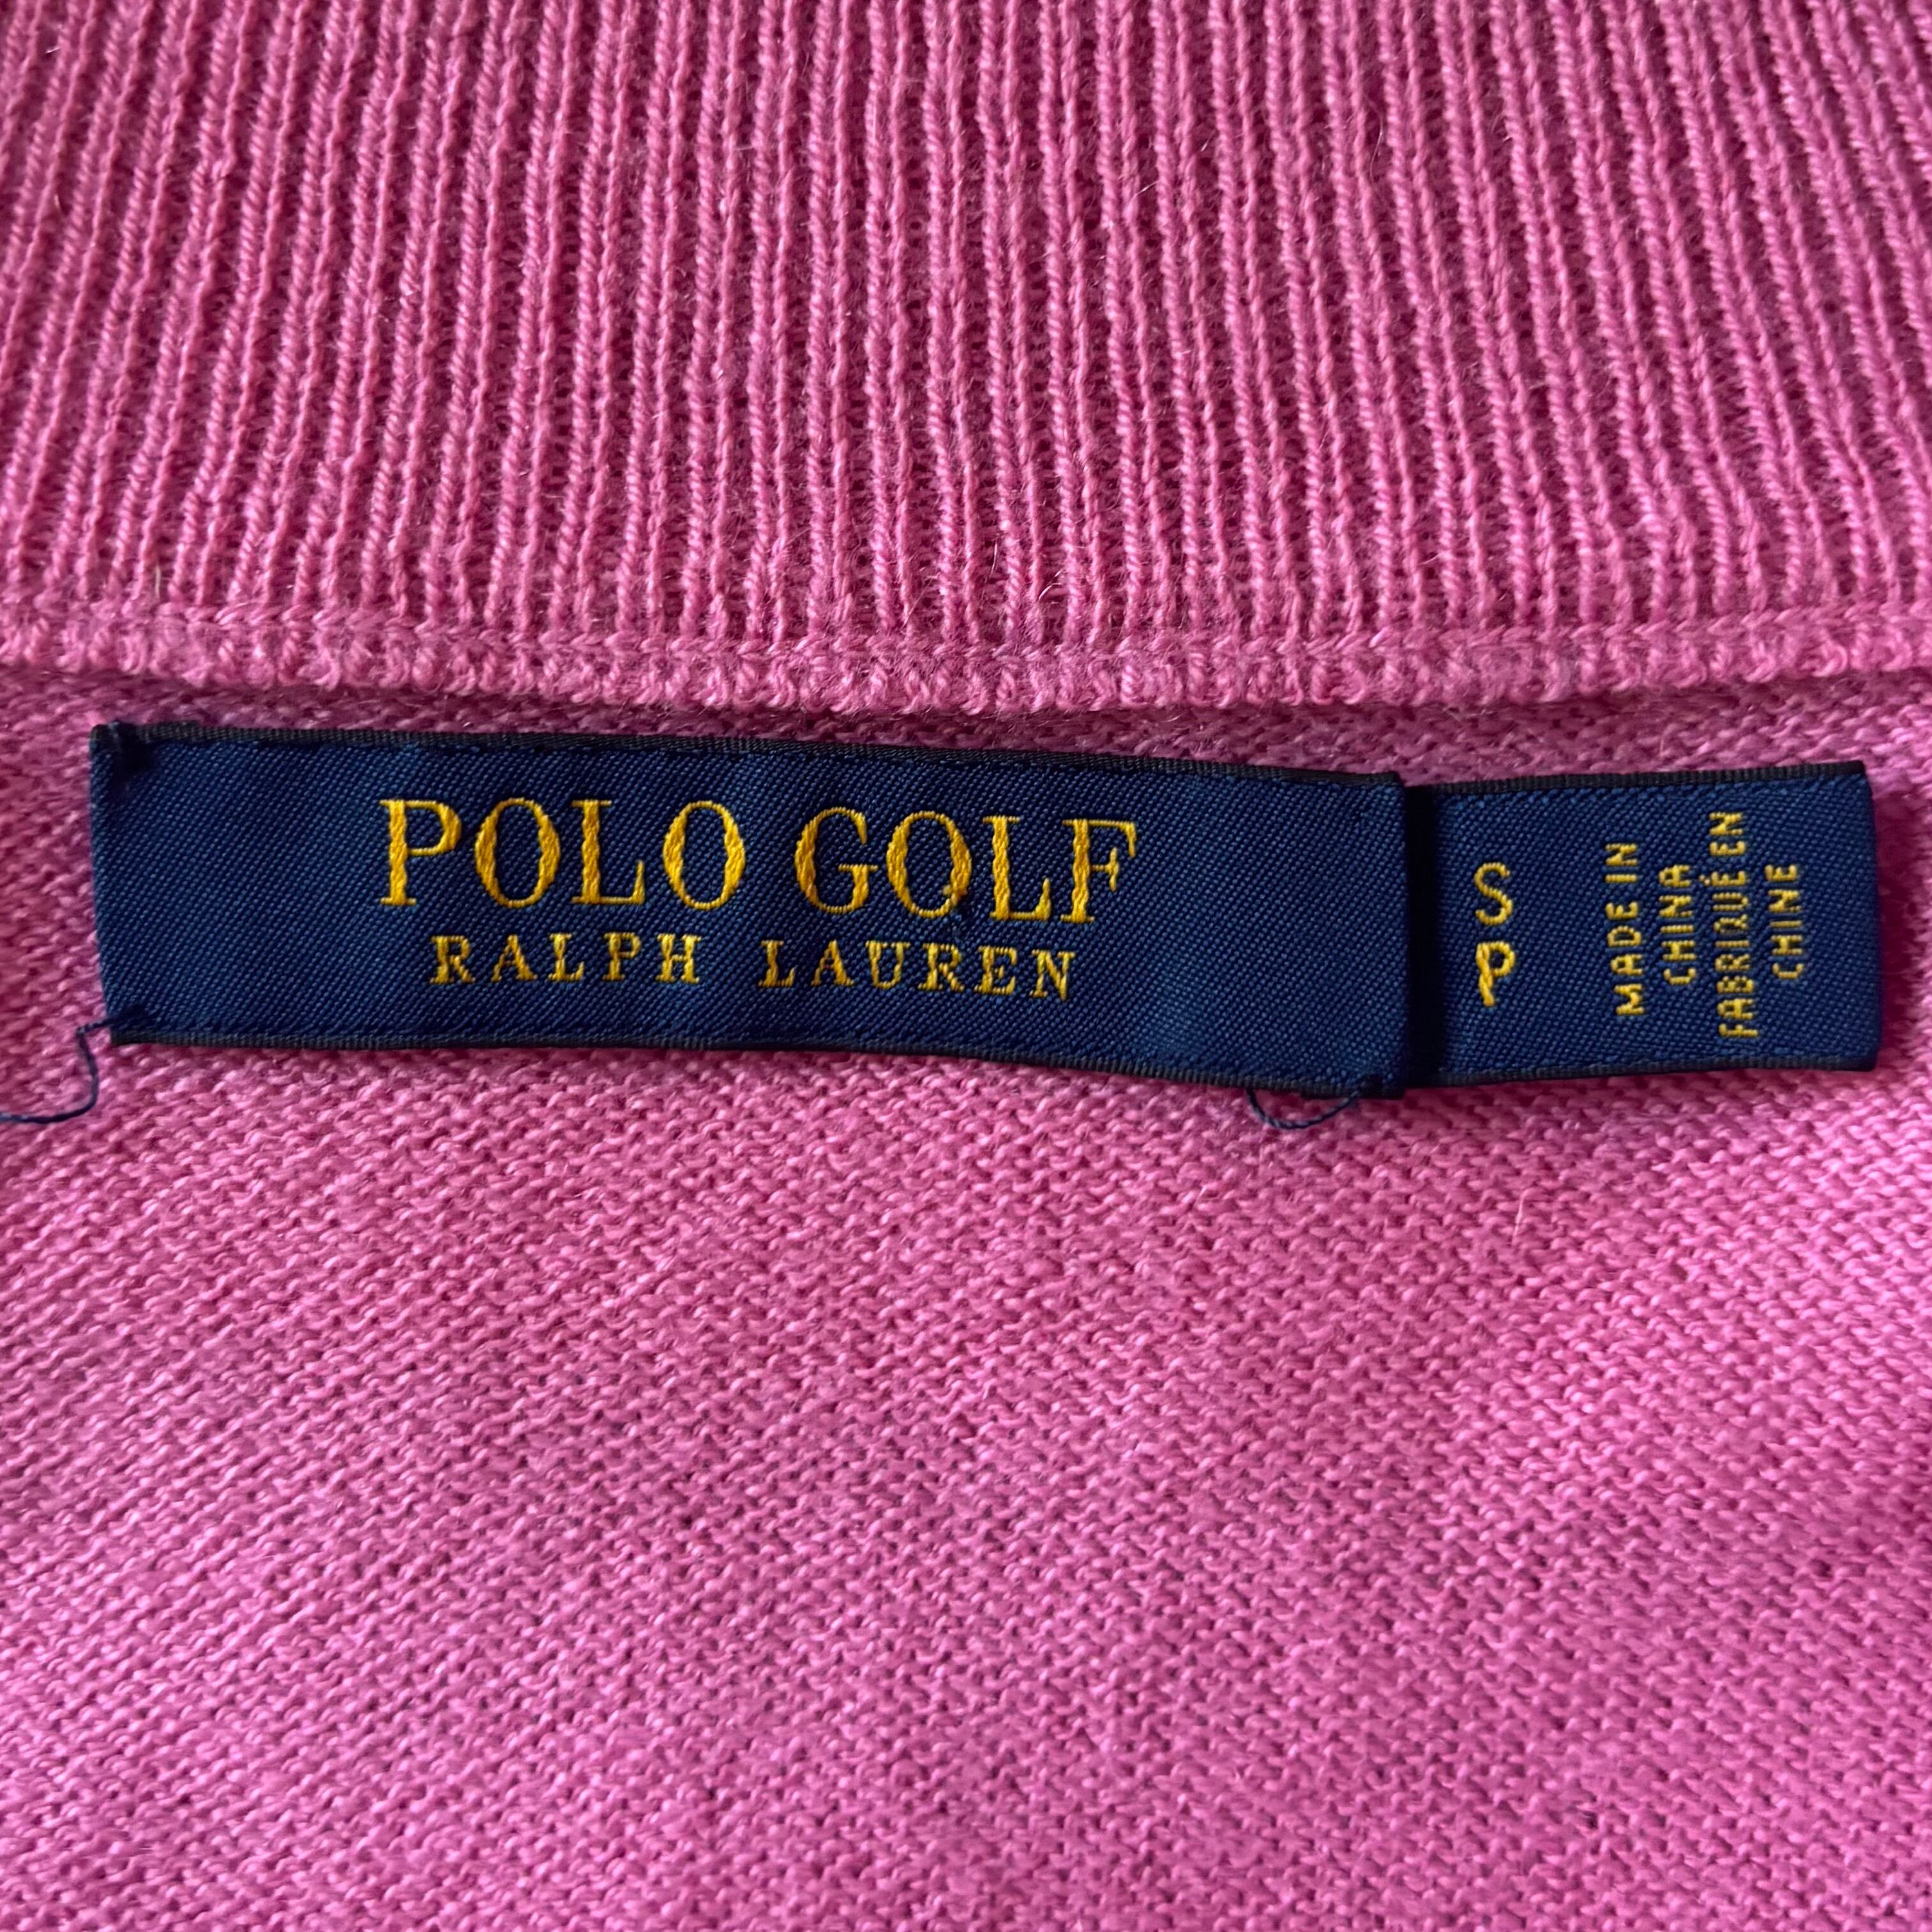 POLO GOLF
RALPH LAUREN
S
P
MADE IN
CHINA
FABRIQUÉ EN
CHINE